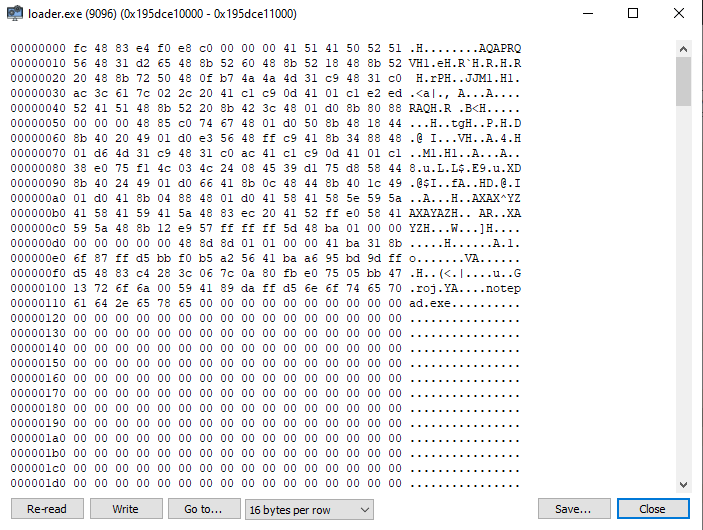 loader.exe (9096) (0x195dce10000 - 0x195dce11000)
00000000 fc 48 83 e4 f0 e8 c0 00 00 00 41 51 41 50 52 51 .H........AQAPRQ
00000010 56 48 31 d2 65 48 8b 52 60 48 8b 52 18 48 8b 52 VH1.eH.R`H.R.H.R
00000020 20 48 8b 72 50 48 0f b7 4a 4a 4d 31 c9 48 31 c0  H.rPH..JJM1.H1.
00000030 ac 3c 61 7c 02 2c 20 41 c1 c9 0d 41 01 c1 e2 ed .<a|., A...A....
00000040 52 41 51 48 8b 52 20 8b 42 3c 48 01 d0 8b 80 88 RAQH.R .B<H.....
00000050 00 00 00 48 85 c0 74 67 48 01 d0 50 8b 48 18 44 ...H..tgH..P.H.D
00000060 8b 40 20 49 01 d0 e3 56 48 ff c9 41 8b 34 88 48 .@ I...VH..A.4.H
00000070 01 d6 4d 31 c9 48 31 c0 ac 41 c1 c9 0d 41 01 c1 ..M1.H1..A...A..
00000080 38 e0 75 f1 4c 03 4c 24 08 45 39 d1 75 d8 58 44 8.u.L.L$.E9.u.XD
00000090 8b 40 24 49 01 d0 66 41 8b 0c 48 44 8b 40 1c 49 .@$I..fA..HD.@.I
000000a0 01 d0 41 8b 04 88 48 01 d0 41 58 41 58 5e 59 5a ..A...H..AXAX^YZ
000000b0 41 58 41 59 41 5a 48 83 ec 20 41 52 ff e0 58 41 AXAYAZH.. AR..XA
000000c0 59 5a 48 8b 12 e9 57 ff ff ff 5d 48 ba 01 00 00 YZH...W...]H....
000000d0 00 00 00 00 00 48 8d 8d 01 01 00 00 41 ba 31 8b .....H......A.1.
000000e0 6f 87 ff d5 bb f0 b5 a2 56 41 ba a6 95 bd 9d ff o.......VA......
000000f0 d5 48 83 c4 28 3c 06 7c 0a 80 fb e0 75 05 bb 47 .H..(<.|....u..G
00000100 13 72 6f 6a 00 59 41 89 da ff d5 6e 6f 74 65 70 .roj.YA....notep
00000110 61 64 2e 65 78 65 00 00 00 00 00 00 00 00 00 00 ad.exe..........
00000120 00 00 00 00 00 00 00 00 00 00 00 00 00 00 00 00 ................
00000130 00 00 00 00 00 00 00 00 00 00 00 00 00 00 00 00 ................
00000140 00 00 00 00 00 00 00 00 00 00 00 00 00 00 00 00 ................
00000150 00 00 00 00 00 00 00 00 00 00 00 00 00 00 00 00 ................
00000160 00 00 00 00 00 00 00 00 00 00 00 00 00 00 00 00 ................
00000170 00 00 00 00 00 00 00 00 00 00 00 00 00 00 00 00 ................
00000180 00 00 00 00 00 00 00 00 00 00 00 00 00 00 00 00 ................
00000190 00 00 00 00 00 00 00 00 00 00 00 00 00 00 00 00 ................
000001a0 00 00 00 00 00 00 00 00 00 00 00 00 00 00 00 00 ................
000001b0 00 00 00 00 00 00 00 00 00 00 00 00 00 00 00 00 ................
000001c0 00 00 00 00 00 00 00 00 00 00 00 00 00 00 00 00 ................
000001d0 00 00 00 00 00 00 00 00 00 00 00 00 00 00 00 00 ................
Re-read Write Go to... 16 bytes per row Save... Close